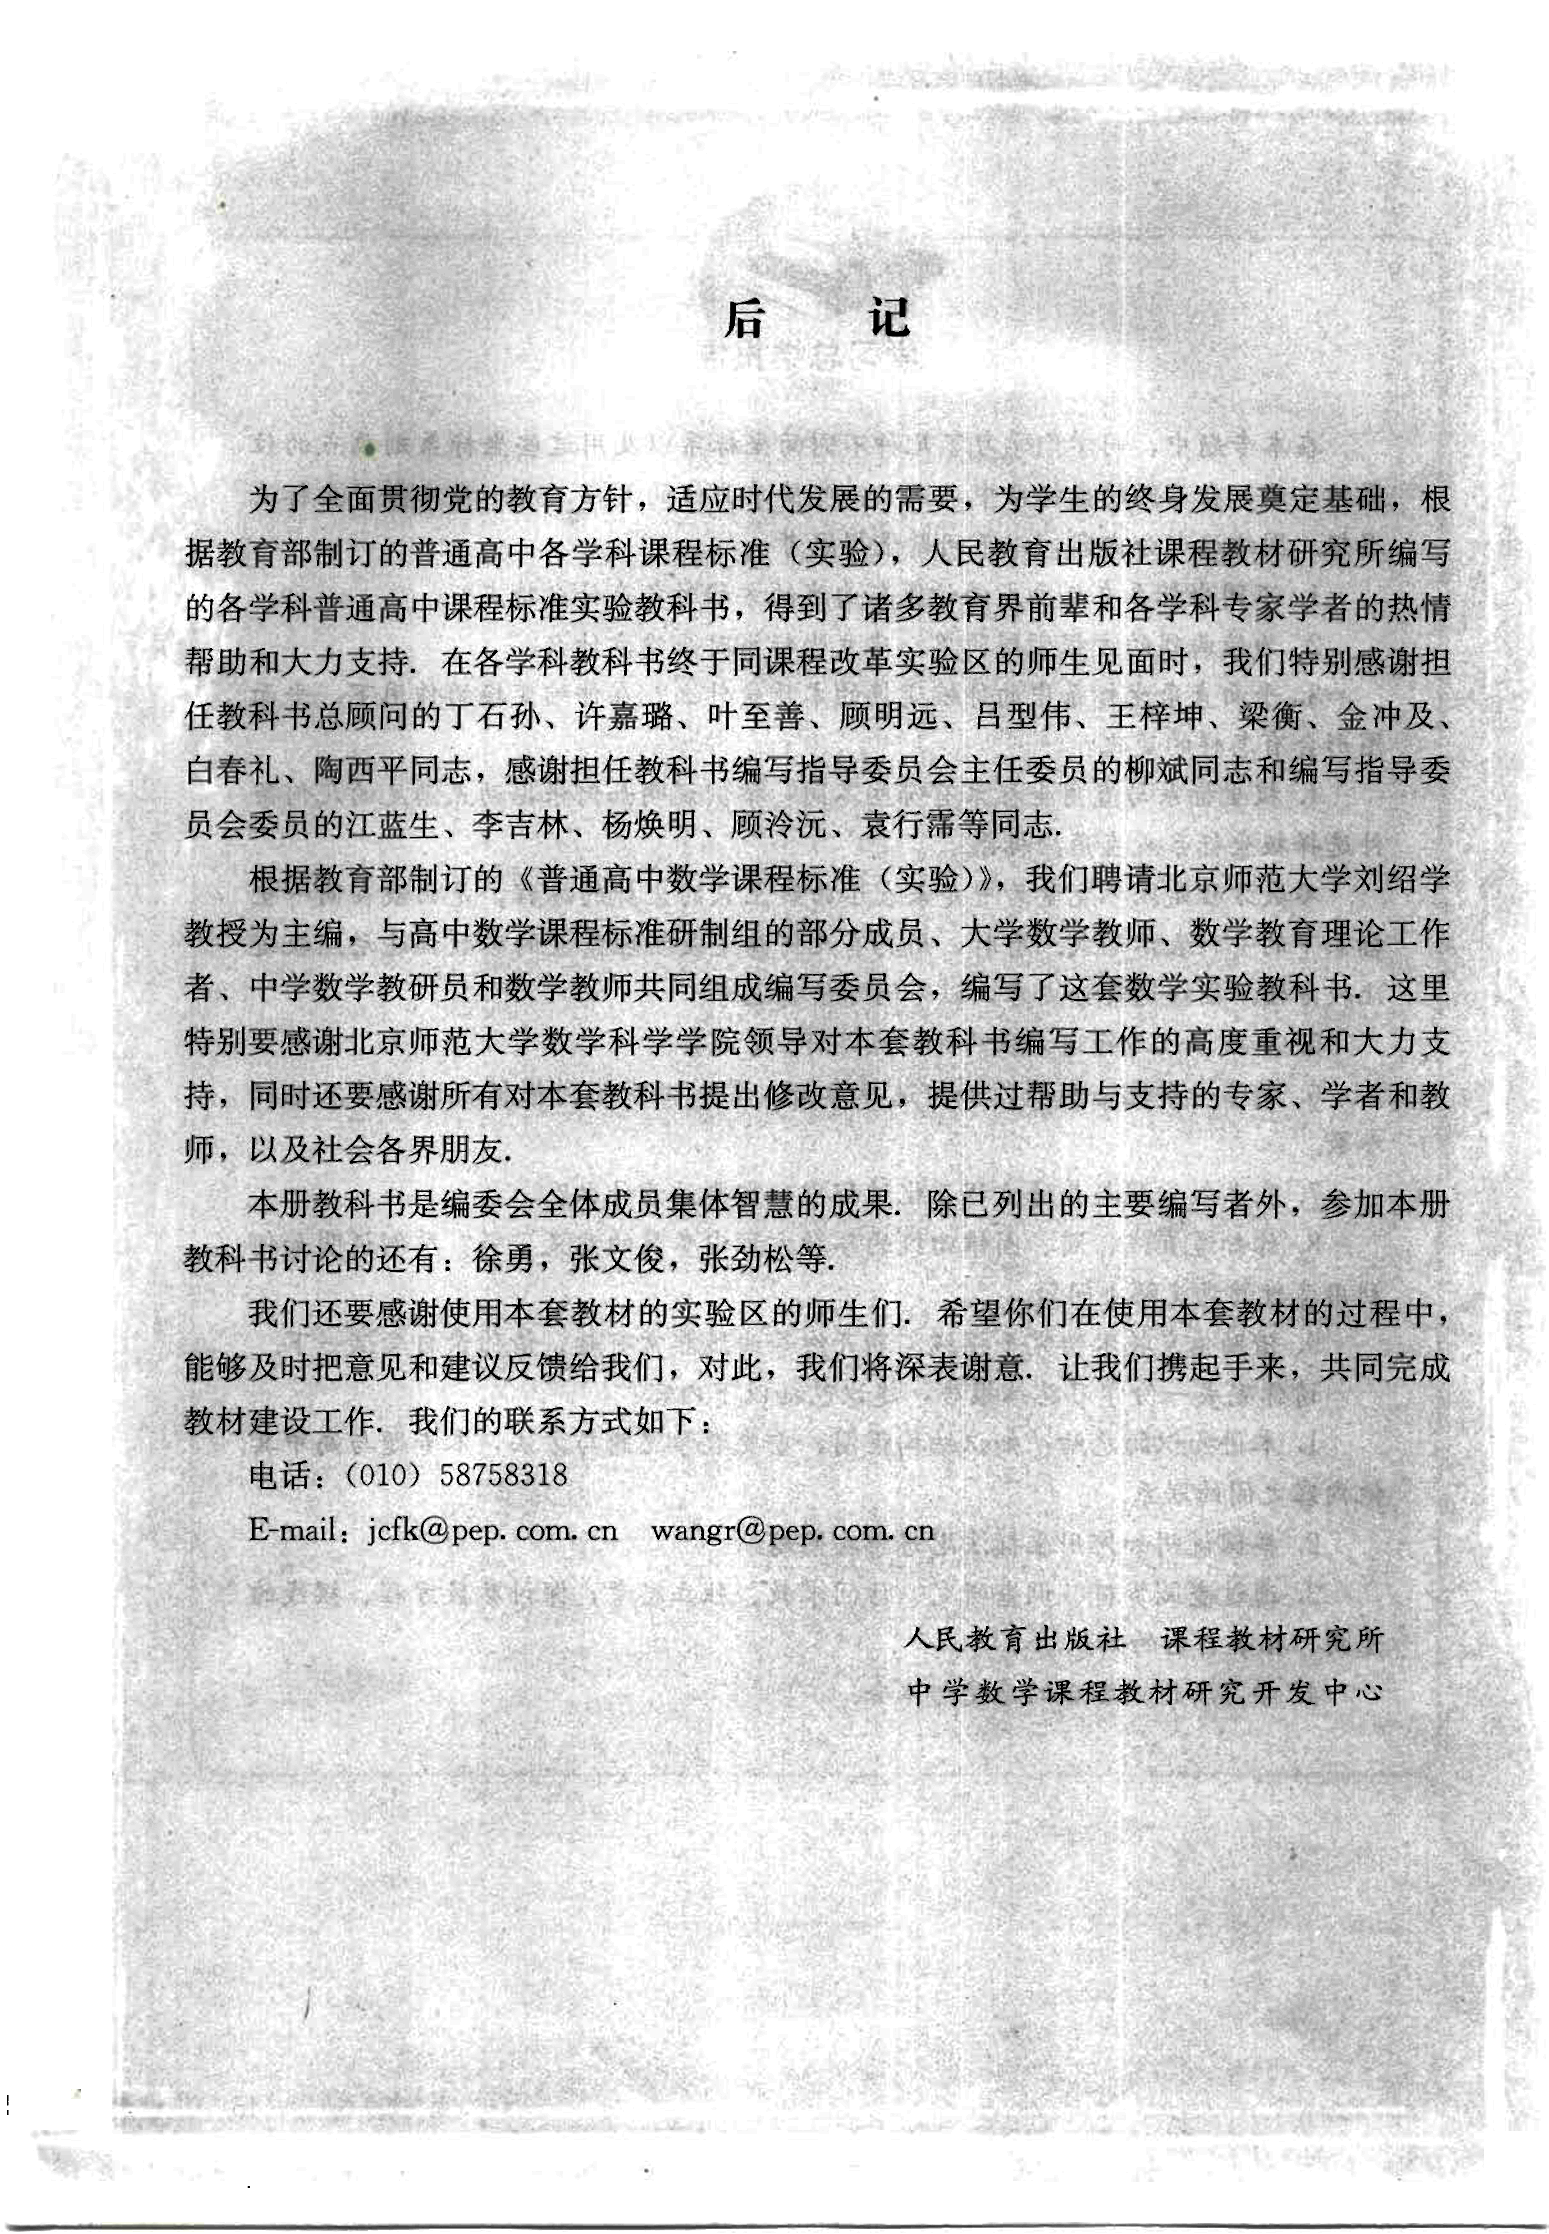 后　记
为了全面贯彻党的教育方针，适应时代发展的需要，为学生的终身发展奠定基础，根
据教育部制订的普通高中各学科课程标准（实验），人民教育出版社课程教材研究所编写
的各学科普通高中课程标准实验教科书，得到了诸多教育界前辈和各学科专家学者的热情
帮助和大力支持．在各学科教科书终于同课程改革实验区的师生见面时，我们特别感谢担
任教科书总顾问的丁石孙、许嘉璐、叶至善、顾明远、吕型伟、王梓坤、梁衡、金冲及、
白春礼、陶西平同志，感谢担任教科书编写指导委员会主任委员的柳斌同志和编写指导委
员会委员的江蓝生、李吉林、杨焕明、顾泠沅、袁行霈等同志．
根据教育部制订的《普通高中数学课程标准（实验）》，我们聘请北京师范大学刘绍学
教授为主编，与高中数学课程标准研制组的部分成员、大学数学教师、数学教育理论工作
者、中学数学教研员和数学教师共同组成编写委员会，编写了这套数学实验教科书．这里
特别要感谢北京师范大学数学科学学院领导对本套教科书编写工作的高度重视和大力支
持，同时还要感谢所有对本套教科书提出修改意见，提供过帮助与支持的专家、学者和教
师，以及社会各界朋友．
本册教科书是编委会全体成员集体智慧的成果．除已列出的主要编写者外，参加本册
教科书讨论的还有：徐勇，张文俊，张劲松等．
我们还要感谢使用本套教材的实验区的师生们．希望你们在使用本套教材的过程中，
能够及时把意见和建议反馈给我们，对此，我们将深表谢意．让我们携起手来，共同完成
教材建设工作．我们的联系方式如下：
电话：（010）58758318
E-mail：jcfk@pep.com.cn　wangr@pep.com.cn
人民教育出版社　课程教材研究所
中学数学课程教材研究开发中心